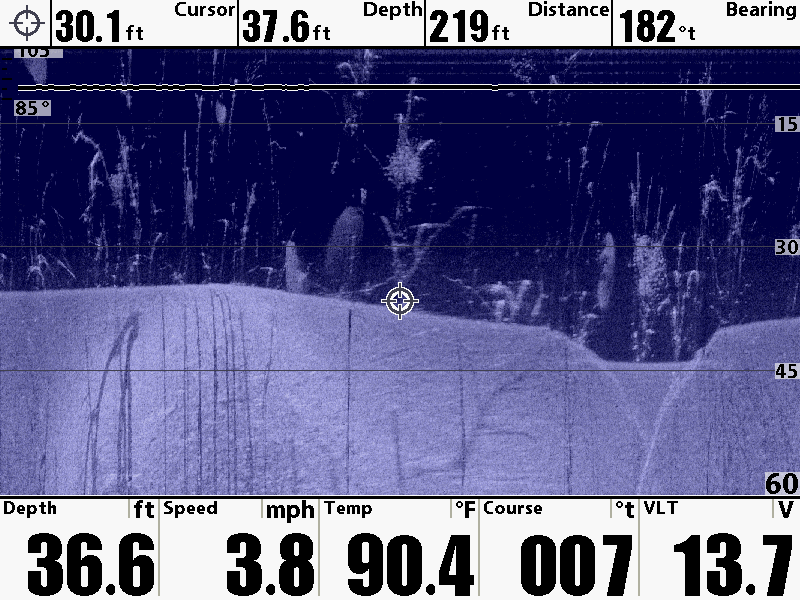 Cursor Depth Distance Bearing
30.1 ft 37.6 ft 219 ft 182 °t
105
85°
15
30
45
60
Depth ft Speed mph Temp °F Course °t VLT V
36.6 3.8 90.4 007 13.7